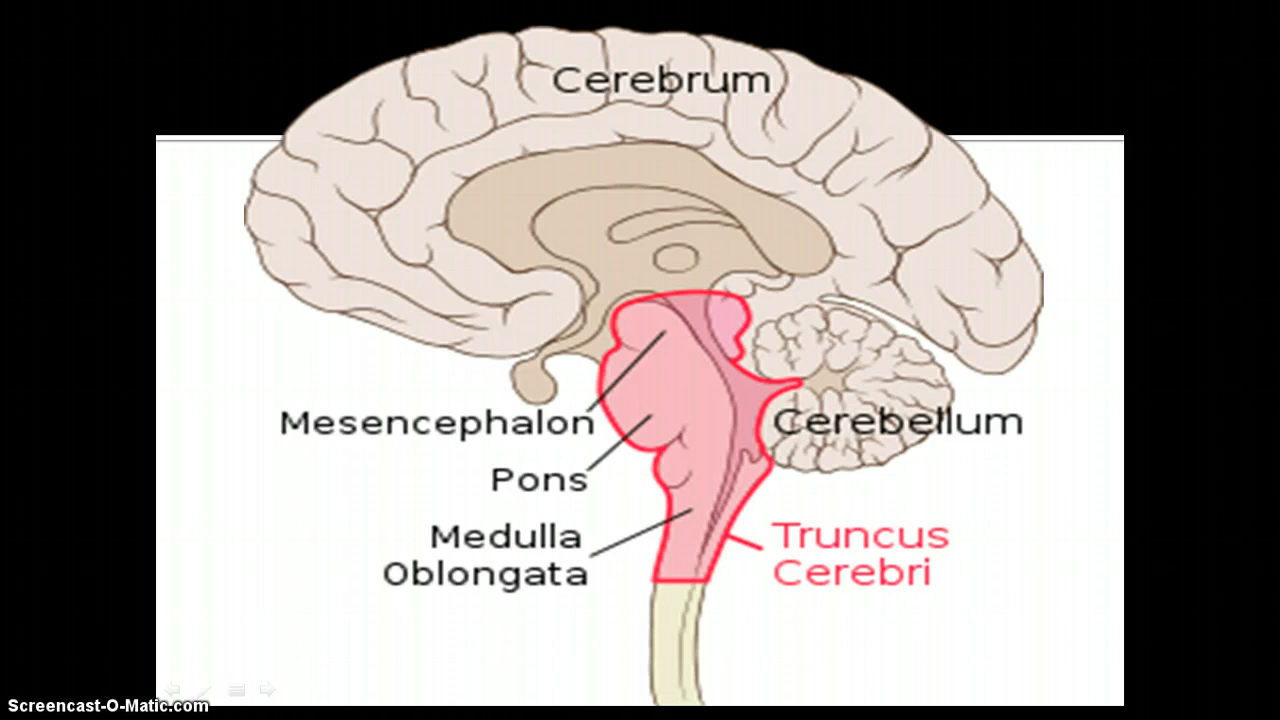 Cerebrum
Mesencephalon
Cerebellum
Pons
Medulla
Oblongata
Truncus
Cerebri
Screencast-O-Matic.com